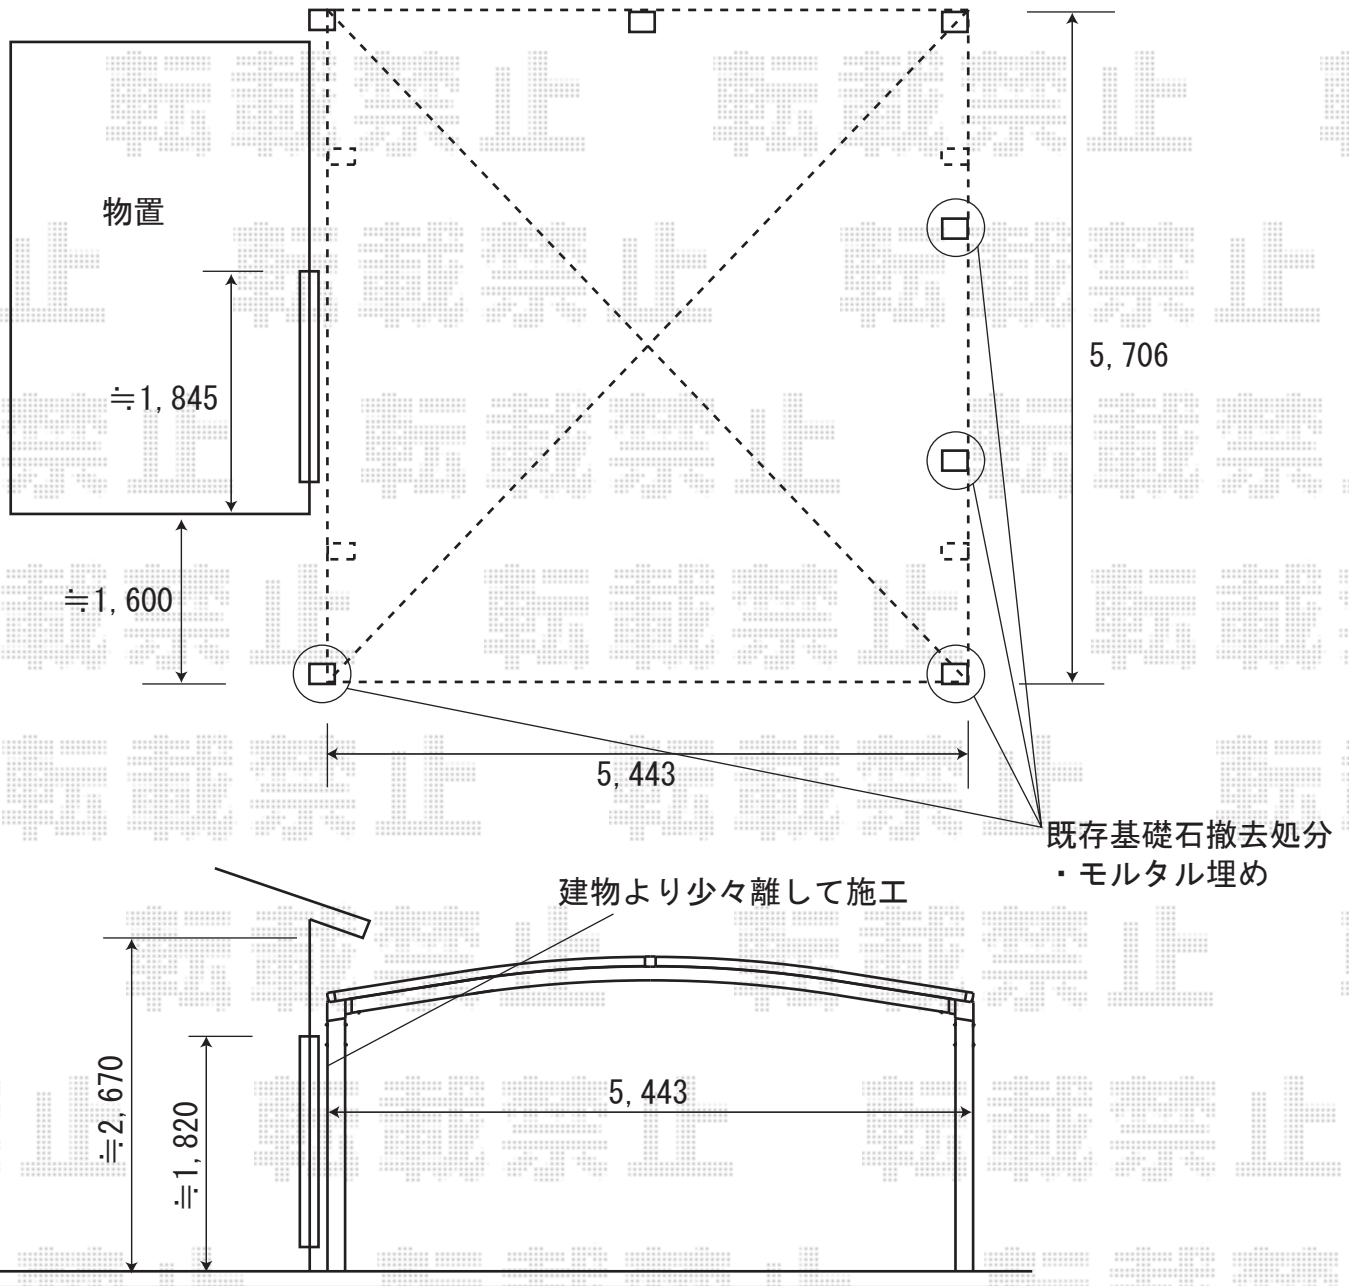 物置
≒1,845
5,706
≒1,600
5,443
既存基礎石撤去処分
・モルタル埋め
建物より少々離して施工
≒2,670
≒1,820
5,443
転載禁止